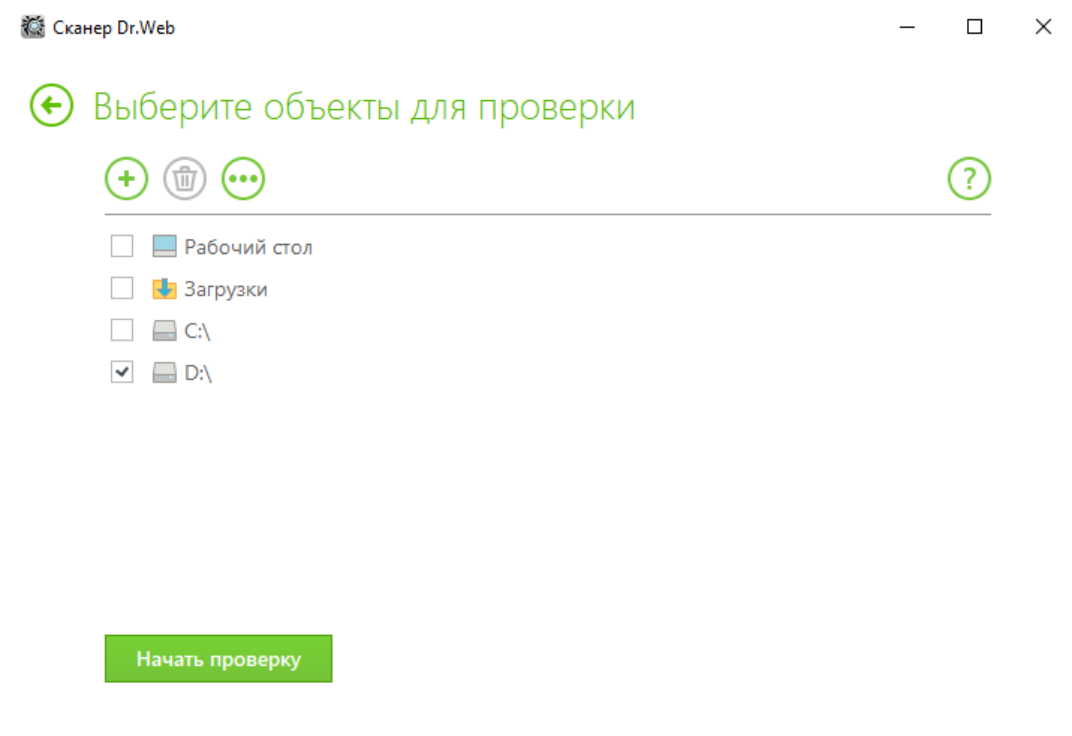 Сканер Dr.Web
Выберите объекты для проверки
?
Рабочий стол
Загрузки
C:\
D:\
Начать проверку